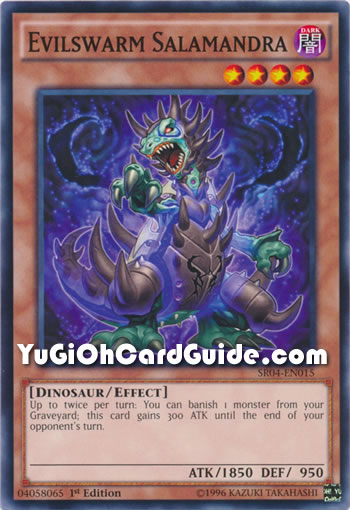 EVILSWARM SALAMANDRA
DARK
闇
YuGiOhCardGuide.com
SR04-EN015
[DINOSAUR/EFFECT]
Up to twice per turn: You can banish 1 monster from your
Graveyard; this card gains 300 ATK until the end of your
opponent's turn.
ATK/1850 DEF/ 950
04058065 1st Edition ©1996 KAZUKI TAKAHASHI